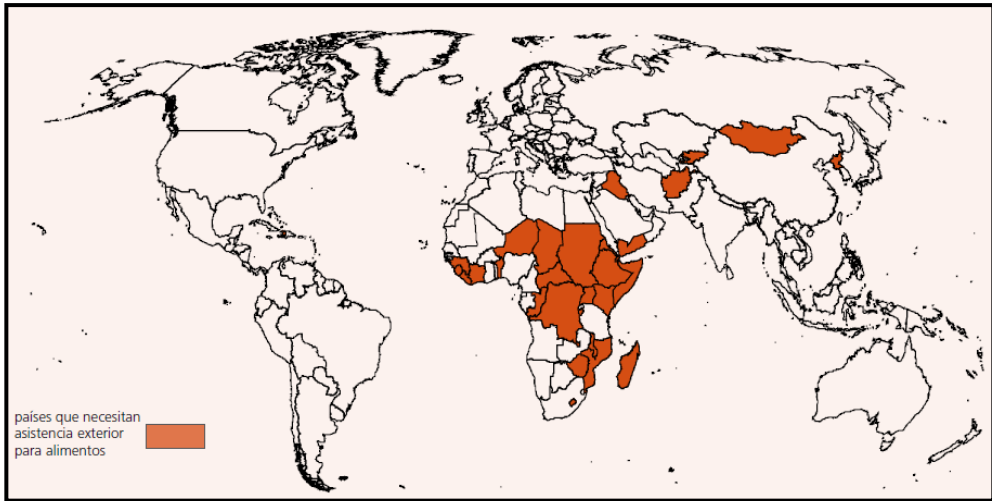 países que necesitan
asistencia exterior
para alimentos